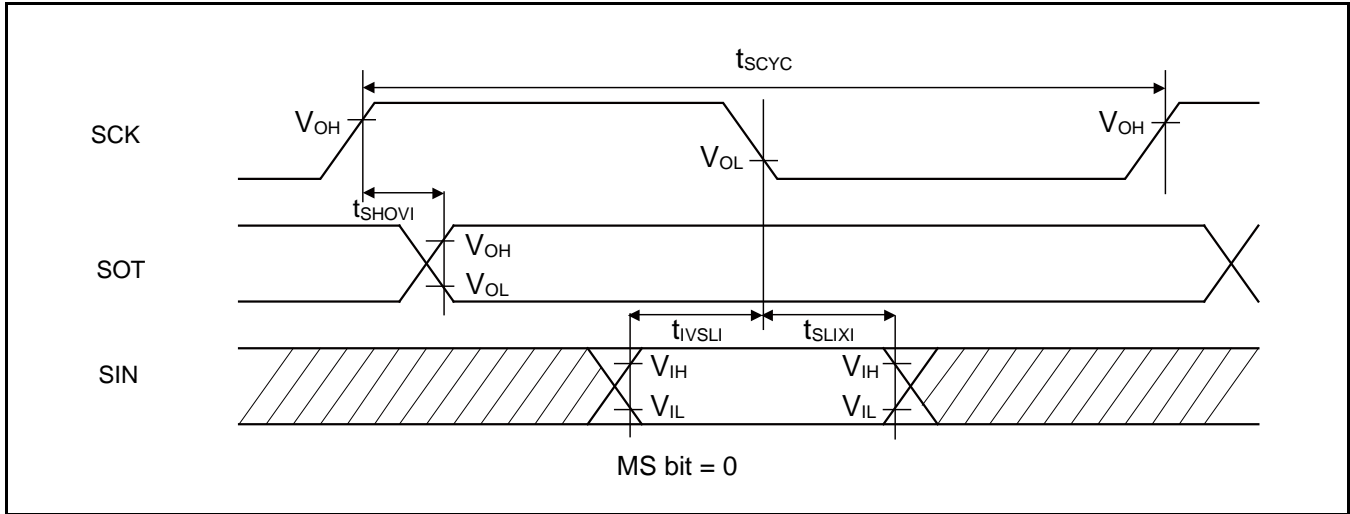 tSCYC
SCK
VOH
VOL
VOH
tSHOVI
SOT
VOH
VOL
tIVSLI
tSLIXI
SIN
VIH
VIH
VIL
VIL
MS bit = 0